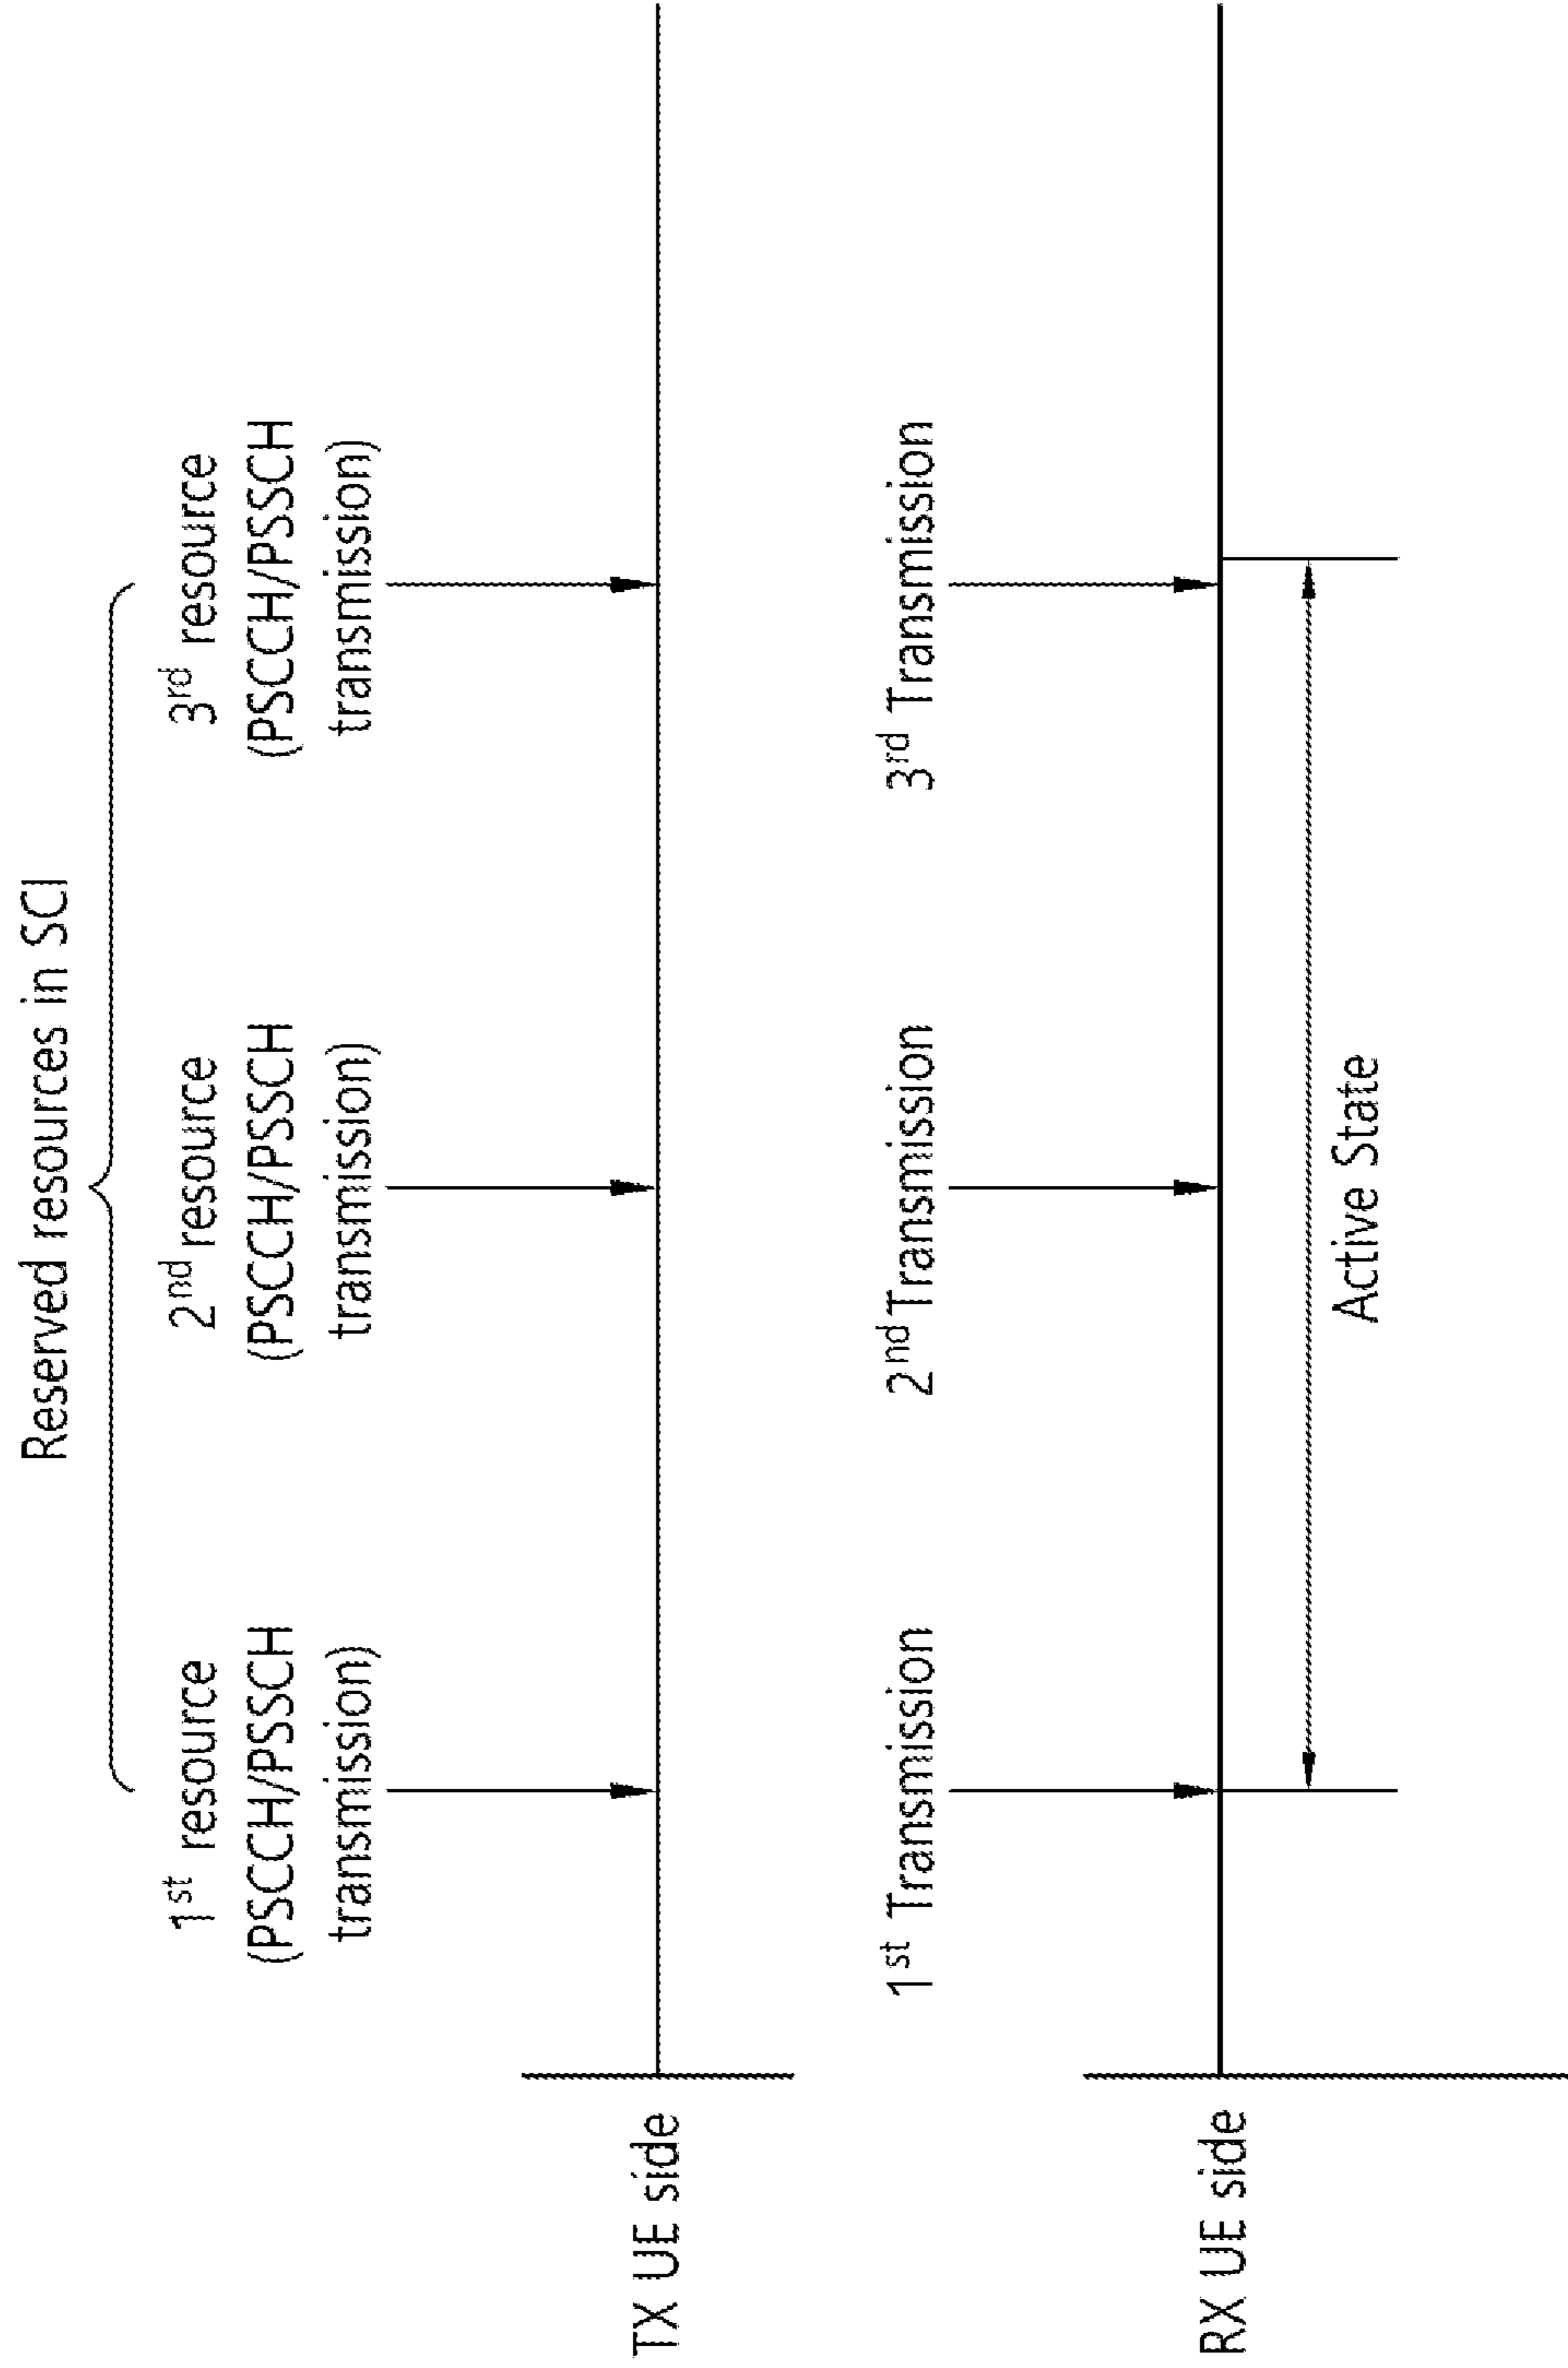 Reserved resources in SCI
1st resource
(PSCCH/PSSCH
transmission)
2nd resource
(PSCCH/PSSCH
transmission)
3rd resource
(PSCCH/PSSCH
transmission)
TX UE side
1st Transmission
2nd Transmission
3rd Transmission
RX UE side
Active State